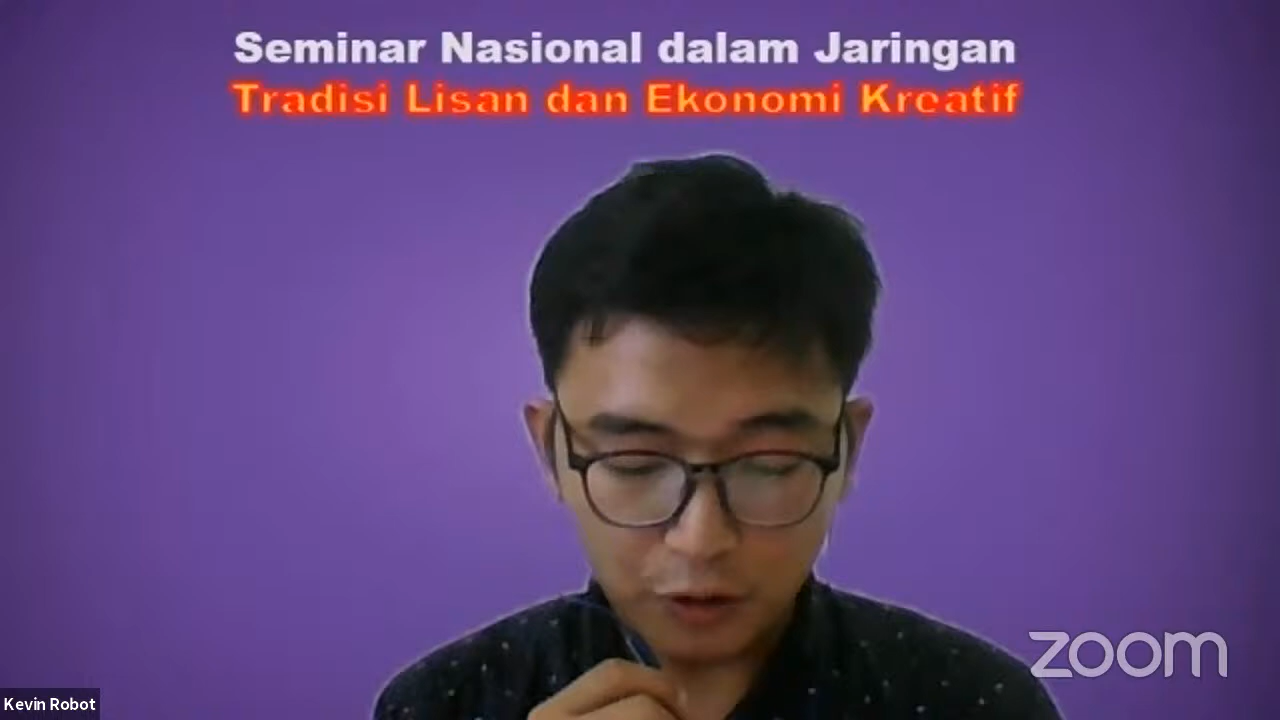 Seminar Nasional dalam Jaringan
Tradisi Lisan dan Ekonomi Kreatif
zoom
Kevin Robot